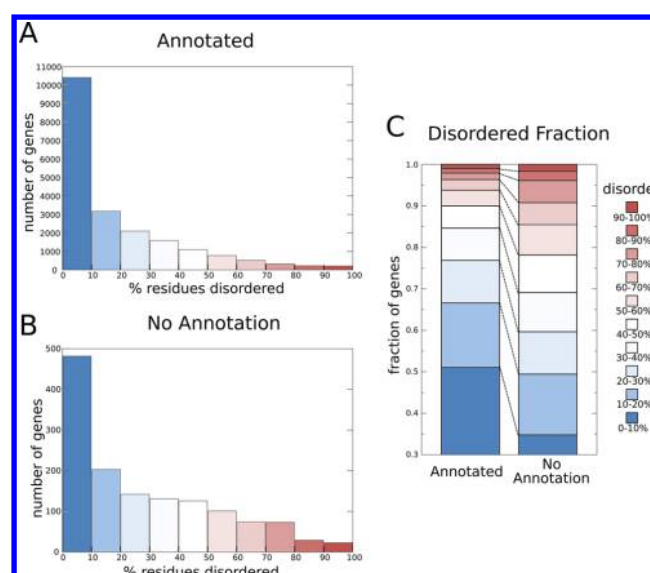 A
Annotated
11000
10000
9000
8000
7000
6000
5000
4000
3000
2000
1000
0
number of genes
0 10 20 30 40 50 60 70 80 90 100
% residues disordered
B
No Annotation
500
400
300
200
100
0
number of genes
0 10 20 30 40 50 60 70 80 90 100
% residues disordered
C
Disordered Fraction
1.0
0.9
0.8
0.7
0.6
0.5
0.4
0.3
fraction of genes
Annotated
No
Annotation
disorde
90-100%
80-90%
70-80%
60-70%
50-60%
40-50%
30-40%
20-30%
10-20%
0-10%